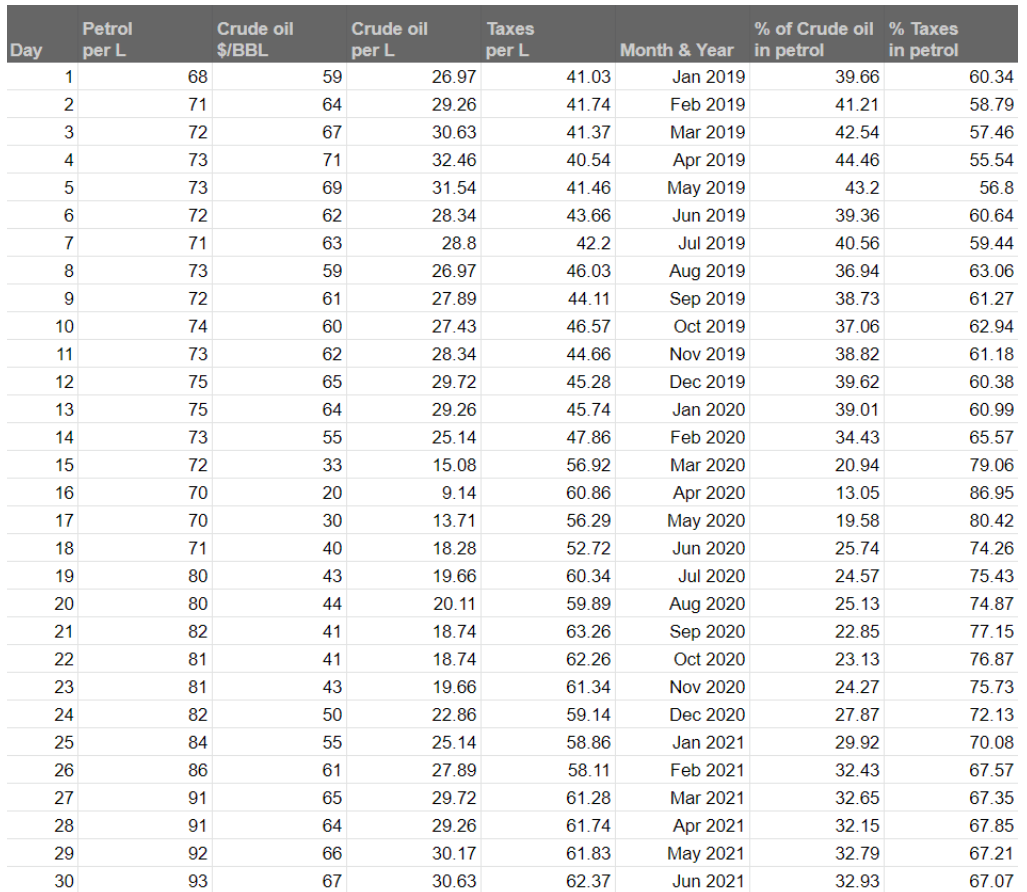 Day Petrol per L Crude oil $/BBL Crude oil per L Taxes per L Month & Year % of Crude oil in petrol % Taxes in petrol
1 68 59 26.97 41.03 Jan 2019 39.66 60.34
2 71 64 29.26 41.74 Feb 2019 41.21 58.79
3 72 67 30.63 41.37 Mar 2019 42.54 57.46
4 73 71 32.46 40.54 Apr 2019 44.46 55.54
5 73 69 31.54 41.46 May 2019 43.2 56.8
6 72 62 28.34 43.66 Jun 2019 39.36 60.64
7 71 63 28.8 42.2 Jul 2019 40.56 59.44
8 73 59 26.97 46.03 Aug 2019 36.94 63.06
9 72 61 27.89 44.11 Sep 2019 38.73 61.27
10 74 60 27.43 46.57 Oct 2019 37.06 62.94
11 73 62 28.34 44.66 Nov 2019 38.82 61.18
12 75 65 29.72 45.28 Dec 2019 39.62 60.38
13 75 64 29.26 45.74 Jan 2020 39.01 60.99
14 73 55 25.14 47.86 Feb 2020 34.43 65.57
15 72 33 15.08 56.92 Mar 2020 20.94 79.06
16 70 20 9.14 60.86 Apr 2020 13.05 86.95
17 70 30 13.71 56.29 May 2020 19.58 80.42
18 71 40 18.28 52.72 Jun 2020 25.74 74.26
19 80 43 19.66 60.34 Jul 2020 24.57 75.43
20 80 44 20.11 59.89 Aug 2020 25.13 74.87
21 82 41 18.74 63.26 Sep 2020 22.85 77.15
22 81 41 18.74 62.26 Oct 2020 23.13 76.87
23 81 43 19.66 61.34 Nov 2020 24.27 75.73
24 82 50 22.86 59.14 Dec 2020 27.87 72.13
25 84 55 25.14 58.86 Jan 2021 29.92 70.08
26 86 61 27.89 58.11 Feb 2021 32.43 67.57
27 91 65 29.72 61.28 Mar 2021 32.65 67.35
28 91 64 29.26 61.74 Apr 2021 32.15 67.85
29 92 66 30.17 61.83 May 2021 32.79 67.21
30 93 67 30.63 62.37 Jun 2021 32.93 67.07